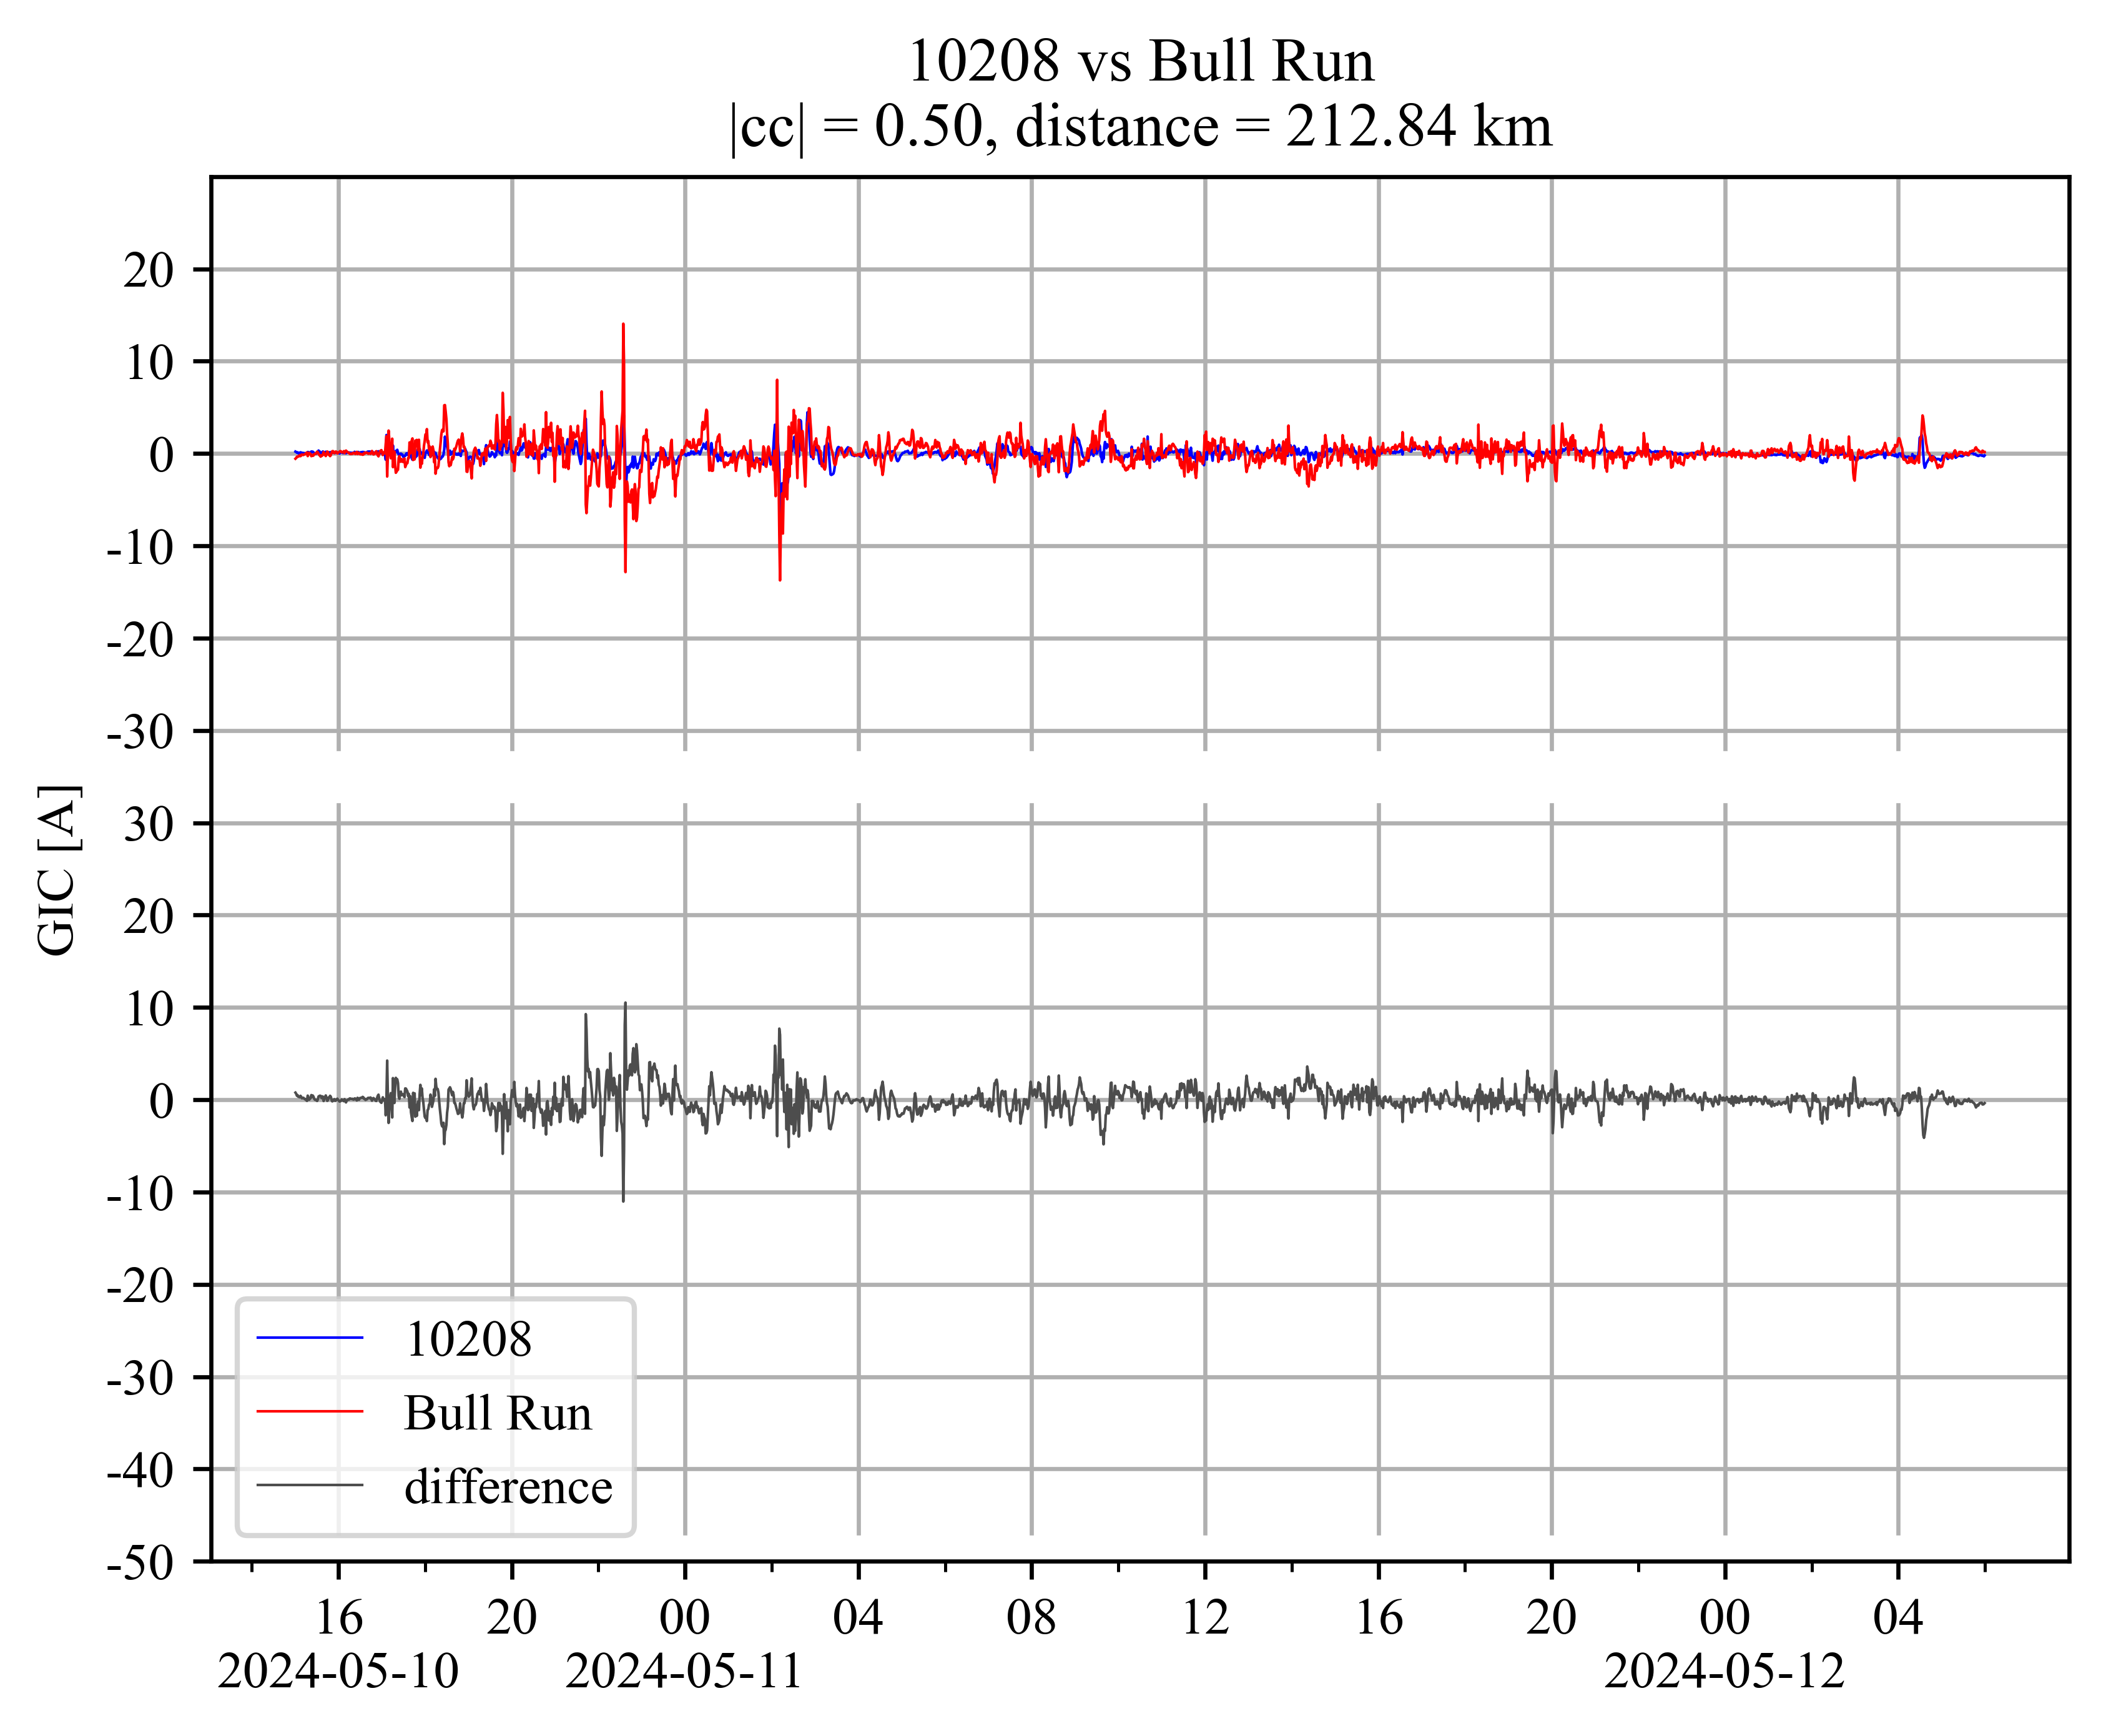 10208 vs Bull Run
|cc| = 0.50, distance = 212.84 km
20
10
0
-10
-20
-30
30
20
10
0
-10
-20
-30
-40
-50
GIC [A]
10208
Bull Run
difference
16 20 00 04 08 12 16 20 00 04
2024-05-10 2024-05-11 2024-05-12